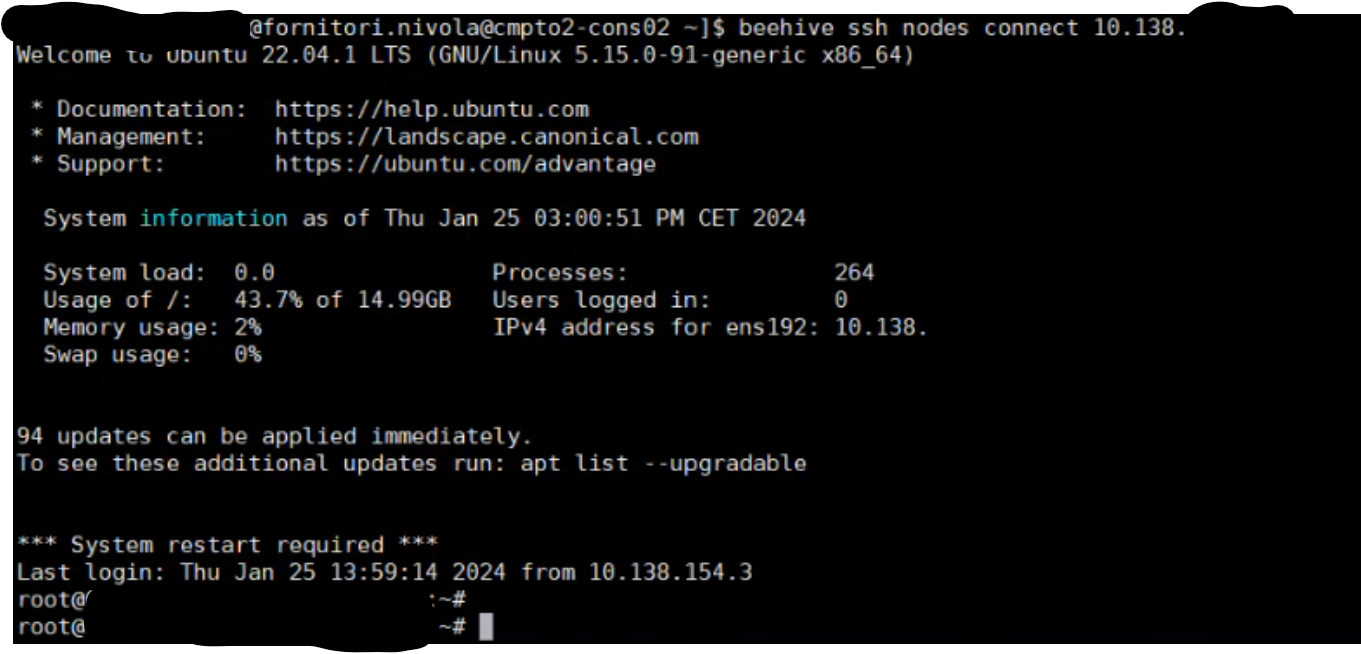 @fornitori.nivola@cmpto2-cons02 ~]$ beehive ssh nodes connect 10.138.
Welcome to Ubuntu 22.04.1 LTS (GNU/Linux 5.15.0-91-generic x86_64)
* Documentation: https://help.ubuntu.com
* Management: https://landscape.canonical.com
* Support: https://ubuntu.com/advantage
System information as of Thu Jan 25 03:00:51 PM CET 2024
System load: 0.0 Processes: 264
Usage of /: 43.7% of 14.99GB Users logged in: 0
Memory usage: 2% IPv4 address for ens192: 10.138.
Swap usage: 0%
94 updates can be applied immediately.
To see these additional updates run: apt list --upgradable
*** System restart required ***
Last login: Thu Jan 25 13:59:14 2024 from 10.138.154.3
root@ :~#
root@ ~#